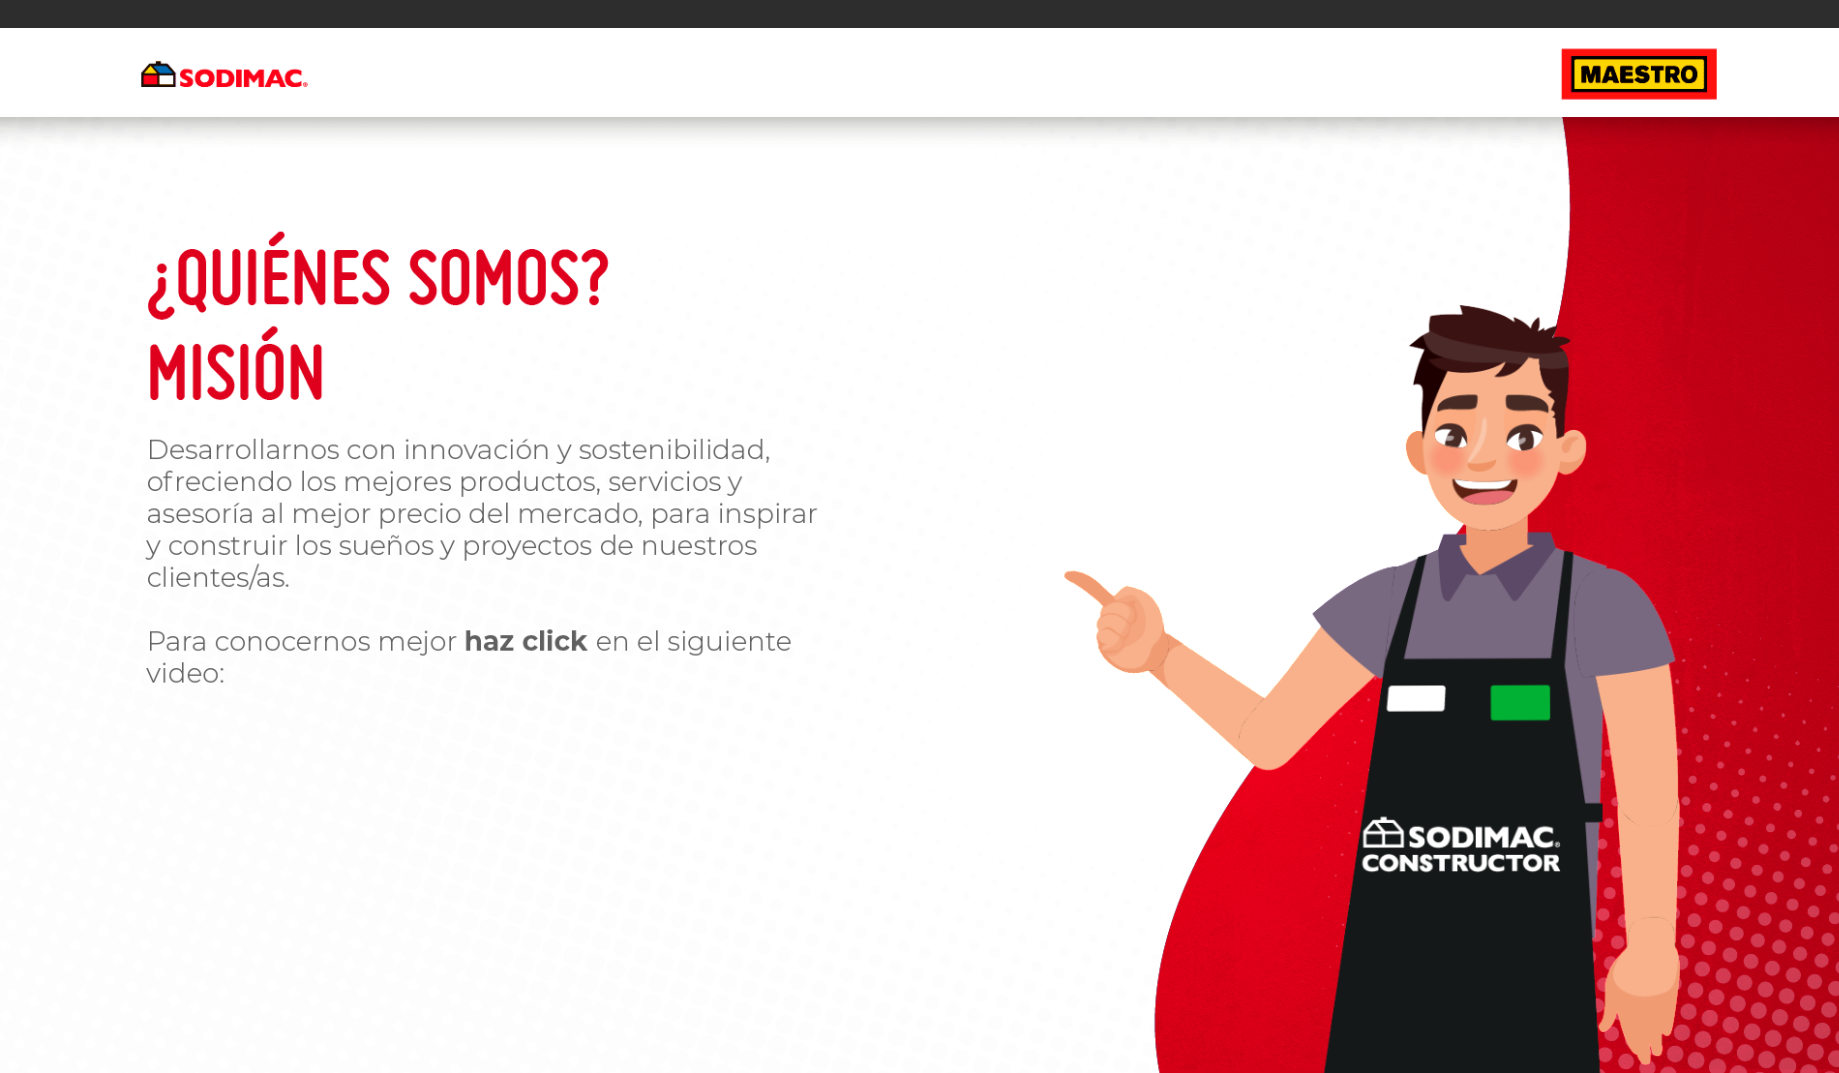 SODIMAC®
MAESTRO
¿QUIÉNES SOMOS?
MISIÓN
Desarrollarnos con innovación y sostenibilidad,
ofreciendo los mejores productos, servicios y
asesoría al mejor precio del mercado, para inspirar
y construir los sueños y proyectos de nuestros
clientes/as.
Para conocernos mejor haz click en el siguiente
video:
SODIMAC®
CONSTRUCTOR